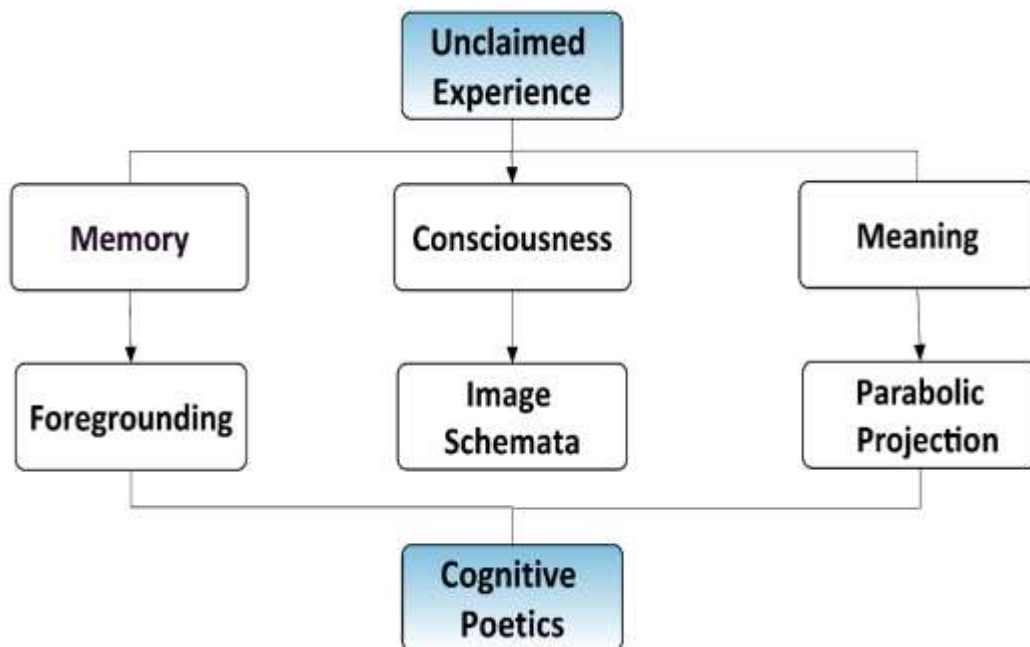 Unclaimed
Experience
Memory
Consciousness
Meaning
Foregrounding
Image
Schemata
Parabolic
Projection
Cognitive
Poetics